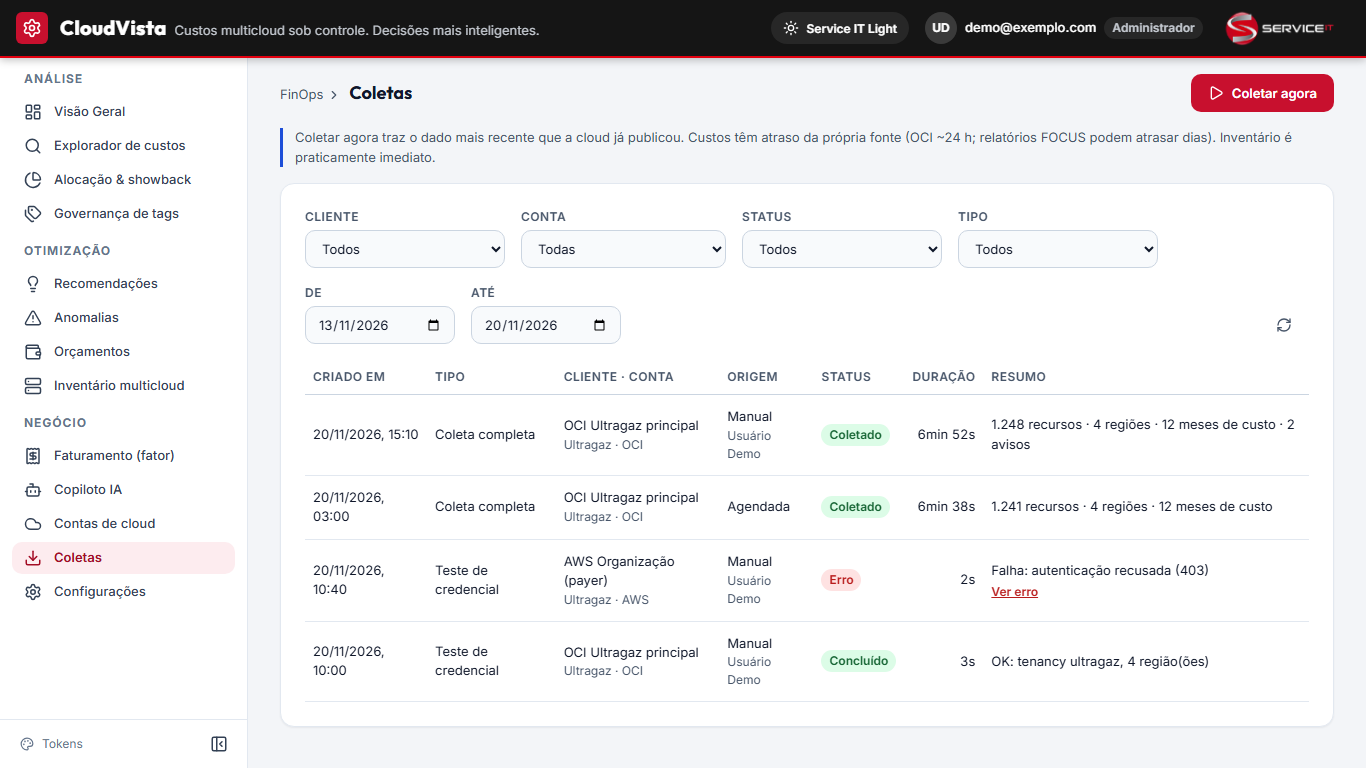 CloudVista
Custos multicloud sob controle. Decisões mais inteligentes.
Service IT Light
UD
demo@exemplo.com
Administrador
SERVICE IT
ANÁLISE
Visão Geral
Explorador de custos
Alocação & showback
Governança de tags
OTIMIZAÇÃO
Recomendações
Anomalias
Orçamentos
Inventário multicloud
NEGÓCIO
Faturamento (fator)
Copiloto IA
Contas de cloud
Coletas
Configurações
Tokens
FinOps › Coletas
Coletar agora
Coletar agora traz o dado mais recente que a cloud já publicou. Custos têm atraso da própria fonte (OCI ~24 h; relatórios FOCUS podem atrasar dias). Inventário é
praticamente imediato.
CLIENTE CONTA STATUS TIPO
Todos Todas Todos Todos
DE ATÉ
13/11/2026 20/11/2026
CRIADO EM TIPO CLIENTE · CONTA ORIGEM STATUS DURAÇÃO RESUMO
20/11/2026, 15:10
Coleta completa
OCI Ultragaz principal
Ultragaz · OCI
Manual
Usuário
Demo
Coletado
6min 52s
1.248 recursos · 4 regiões · 12 meses de custo · 2
avisos
20/11/2026,
03:00
Coleta completa
OCI Ultragaz principal
Ultragaz · OCI
Agendada
Coletado
6min 38s
1.241 recursos · 4 regiões · 12 meses de custo
20/11/2026,
10:40
Teste de
credencial
AWS Organização
(payer)
Ultragaz · AWS
Manual
Usuário
Demo
Erro
2s
Falha: autenticação recusada (403)
Ver erro
20/11/2026,
10:00
Teste de
credencial
OCI Ultragaz principal
Ultragaz · OCI
Manual
Usuário
Demo
Concluído
3s
OK: tenancy ultragaz, 4 região(ões)